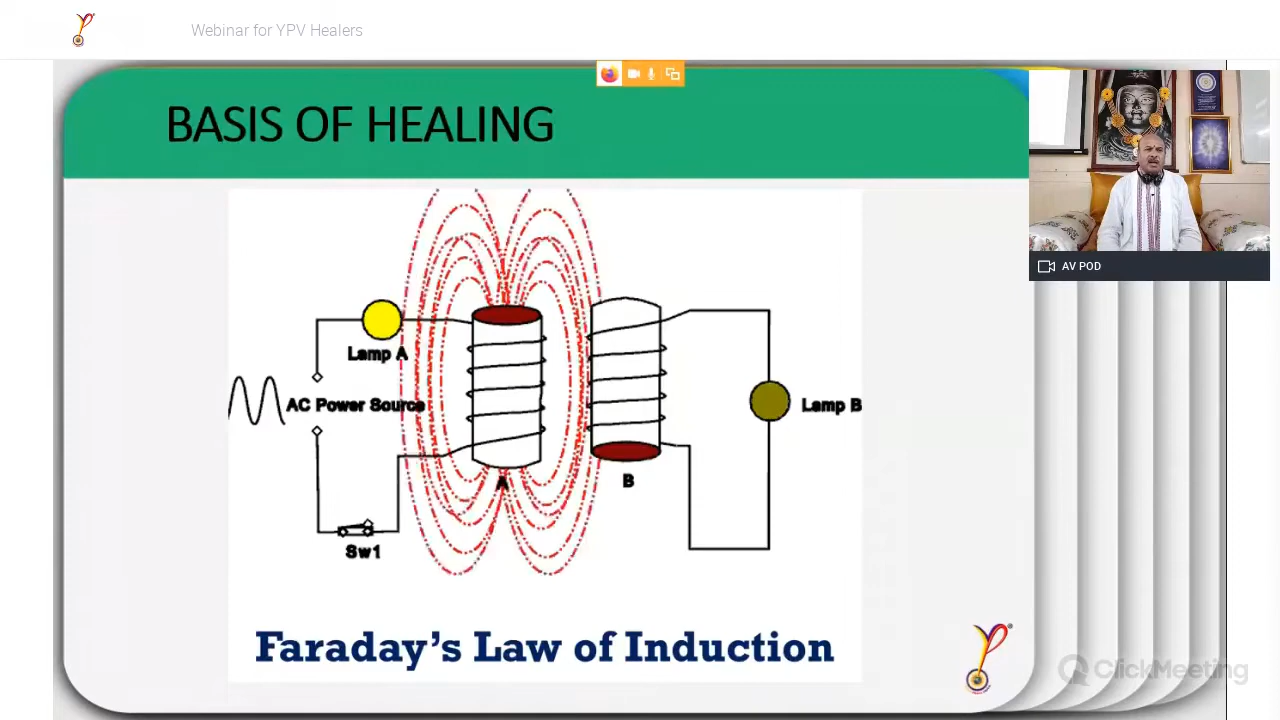 Webinar for YPV Healers
BASIS OF HEALING
AV POD
Lamp A
AC Power Source
Lamp B
A
B
Sw1
Faraday's Law of Induction
ClickMeeting